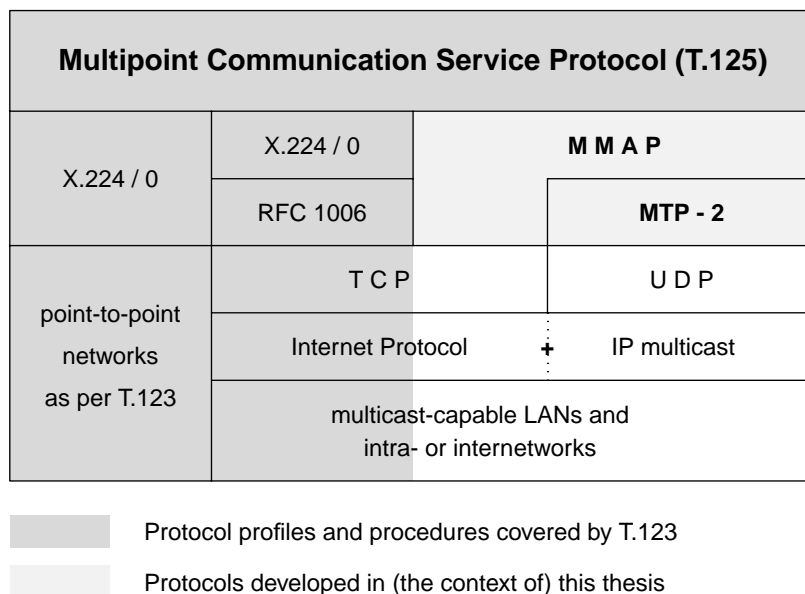 Multipoint Communication Service Protocol (T.125)
X.224 / 0
X.224 / 0
M M A P
RFC 1006
MTP - 2
point-to-point
networks
as per T.123
T C P
U D P
Internet Protocol + IP multicast
multicast-capable LANs and
intra- or internetworks
Protocol profiles and procedures covered by T.123
Protocols developed in (the context of) this thesis